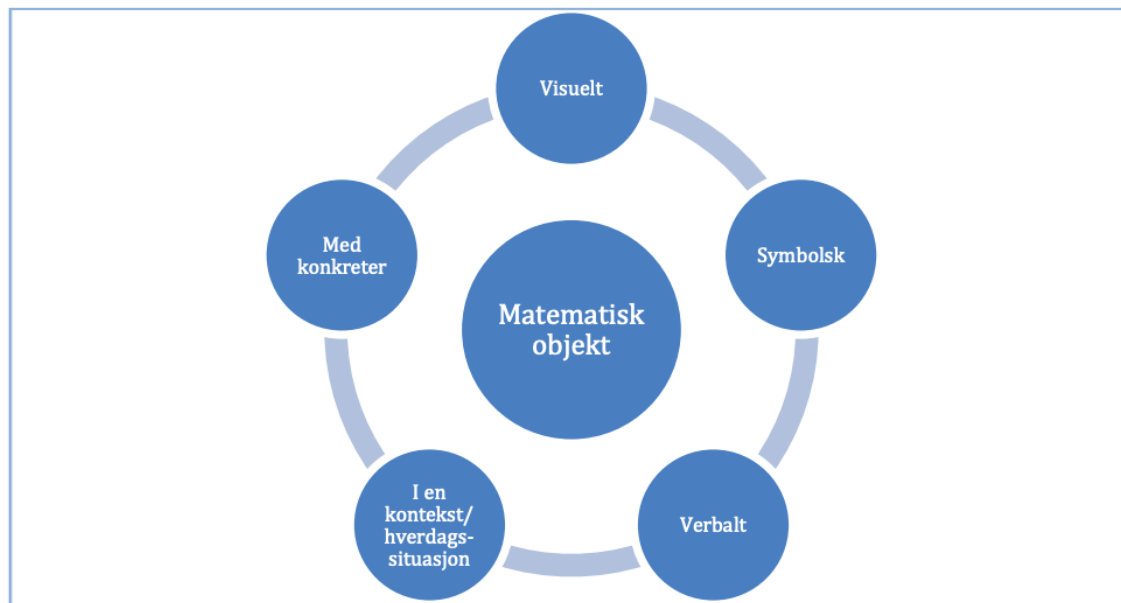 Visuelt
Med
konkreter
Symbolsk
Matematisk
objekt
I en
kontekst/
hverdags-
situasjon
Verbalt